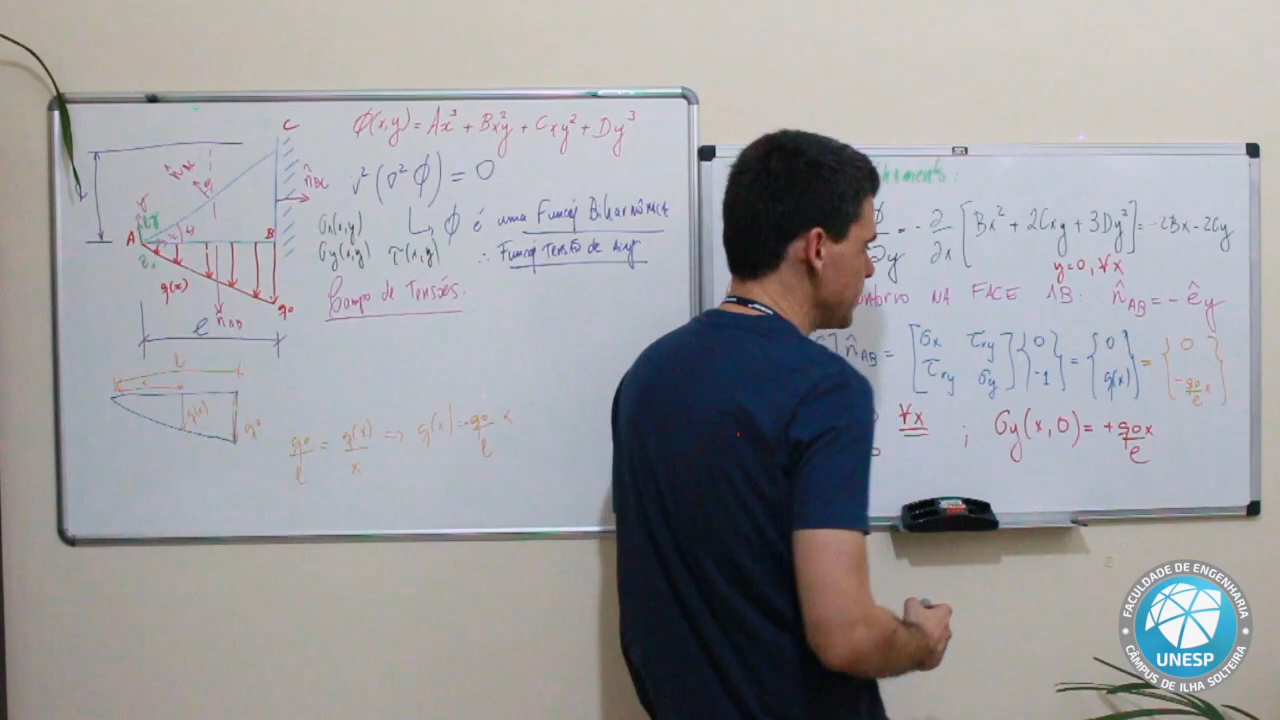 ϕ(x,y) = Ax³ + Bx²y + Cxy² + Dy³
∇²(∇²ϕ) = 0
ϕ é uma Função Biharmônica
σx(x,y)
σy(x,y) τ(x,y) ∴ Função Tensão de Airy
Campo de Tensões:
C
n̂BC
A
B
q(x)
q0
n̂AB
l
l
x
q(x)
q0
q0/l = q(x)/x => q(x) = -q0/l x
∂y ∂/∂x [Bx² + 2Cxy + 3Dy²] = -2Bx - 2Cy
y=0, ∀x
NA FACE AB: n̂AB = -êy
n̂AB = [σx τxy τxy σy] {0 -1} = {0 q(x)} = {0 -q0/l x}
∀x ; σy(x,0) = +q0x/l
FACULDADE DE ENGENHARIA
UNESP
CÂMPUS DE ILHA SOLTEIRA